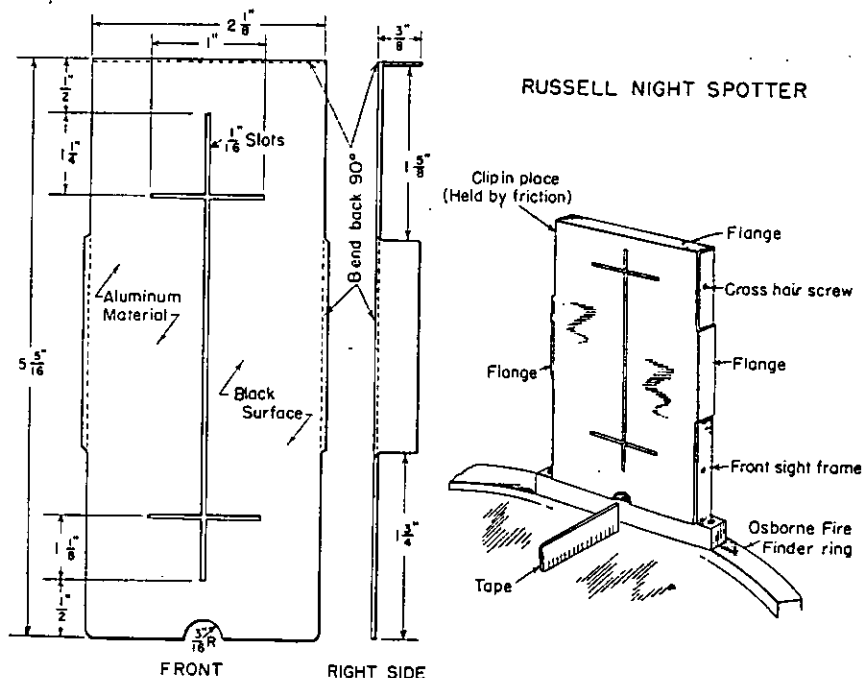 RUSSELL NIGHT SPOTTER
2 1/8"
1"
3/8"
1/2"
1 1/4"
1/16" Slots
Bend back 90°
1 5/8"
Aluminum
Material
5 5/16"
Black
Surface
1 1/8"
1/2"
3/16"R
1 3/4"
FRONT
RIGHT SIDE
Clip in place
(Held by friction)
Flange
Cross hair screw
Flange
Flange
Front sight frame
Osborne Fire
Finder ring
Tape